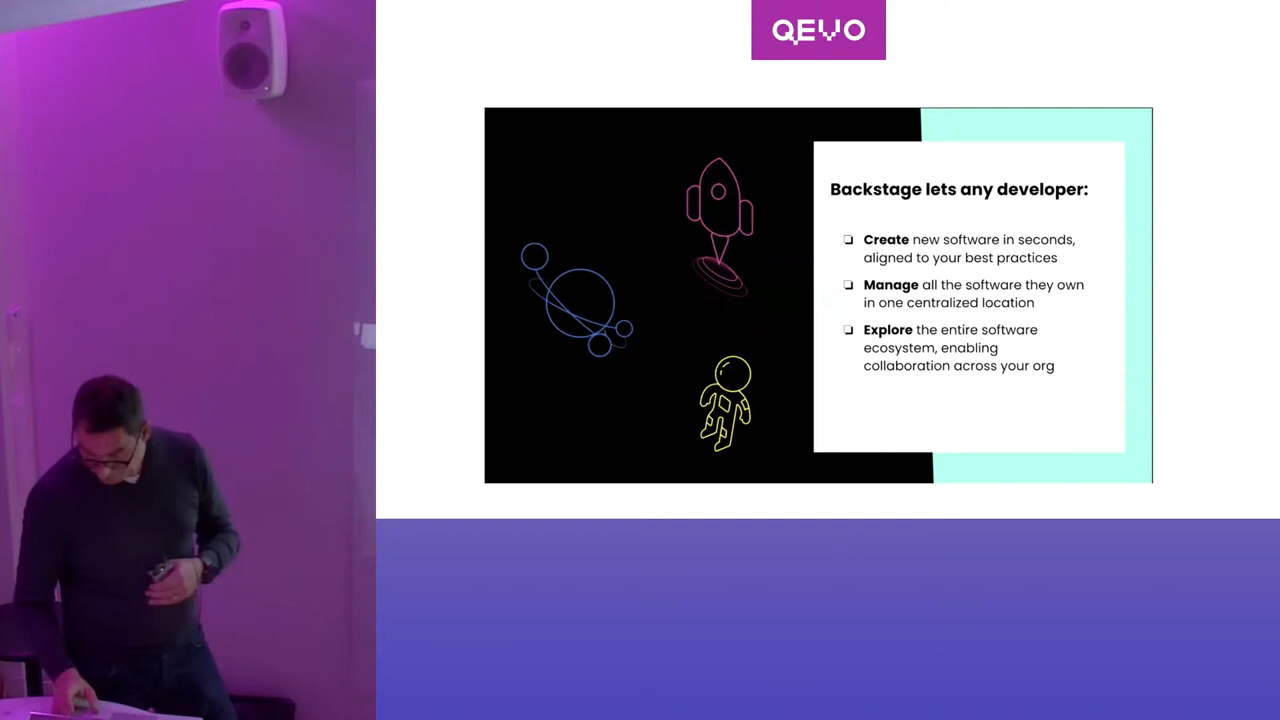 QEVO
Backstage lets any developer:
❏ Create new software in seconds,
aligned to your best practices
❏ Manage all the software they own
in one centralized location
❏ Explore the entire software
ecosystem, enabling
collaboration across your org